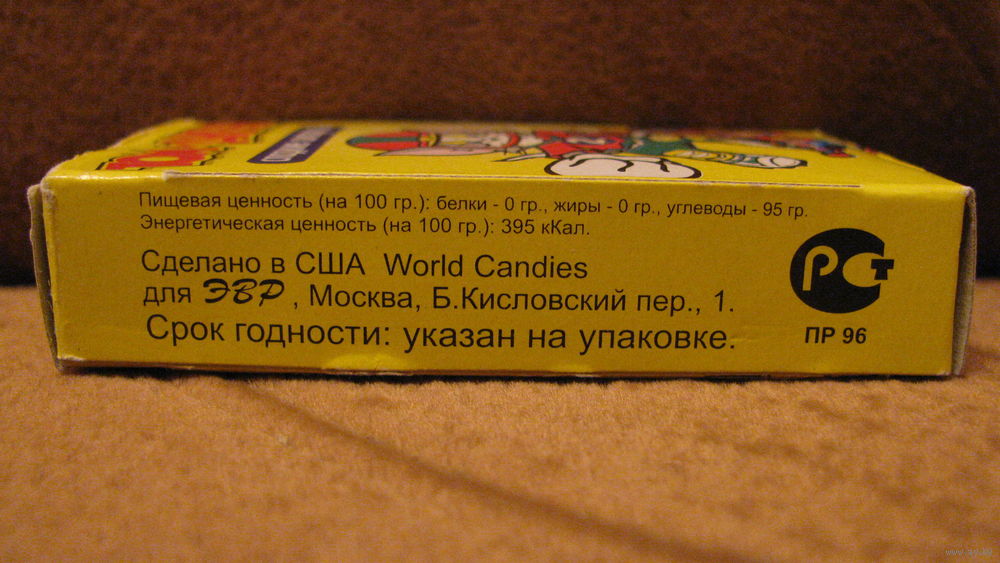 Пищевая ценность (на 100 гр.): белки - 0 гр., жиры - 0 гр., углеводы - 95 гр.
Энергетическая ценность (на 100 гр.): 395 кКал.
Сделано в США World Candies
для ЭВР , Москва, Б.Кисловский пер., 1.
Срок годности: указан на упаковке.
РСТ
ПР 96